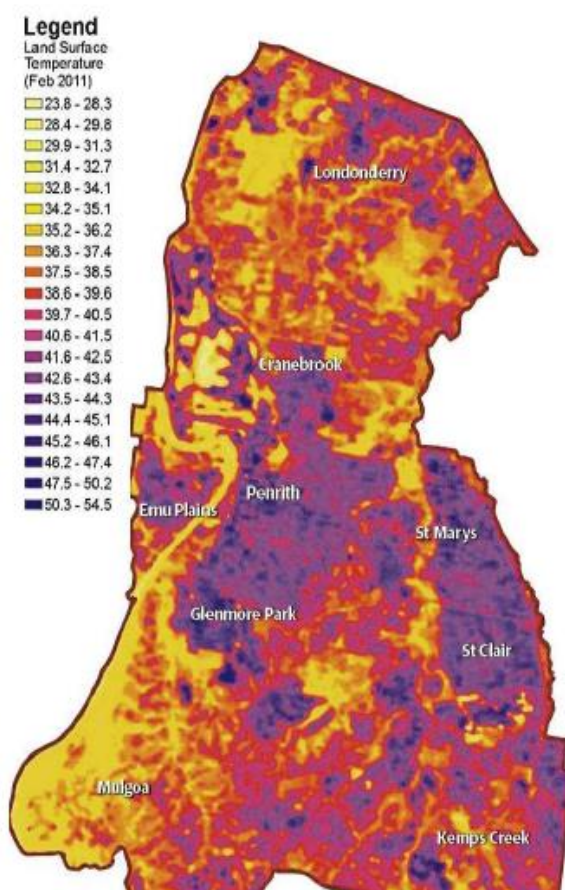 Legend
Land Surface
Temperature
(Feb 2011)
23.8 - 28.3
28.4 - 29.8
29.9 - 31.3
31.4 - 32.7
32.8 - 34.1
34.2 - 35.1
35.2 - 36.2
36.3 - 37.4
37.5 - 38.5
38.6 - 39.6
39.7 - 40.5
40.6 - 41.5
41.6 - 42.5
42.6 - 43.4
43.5 - 44.3
44.4 - 45.1
45.2 - 46.1
46.2 - 47.4
47.5 - 50.2
50.3 - 54.5
Londonderry
Cranebrook
Penrith
Emu Plains
St Marys
Glenmore Park
St Clair
Mulgoa
Kemps Creek